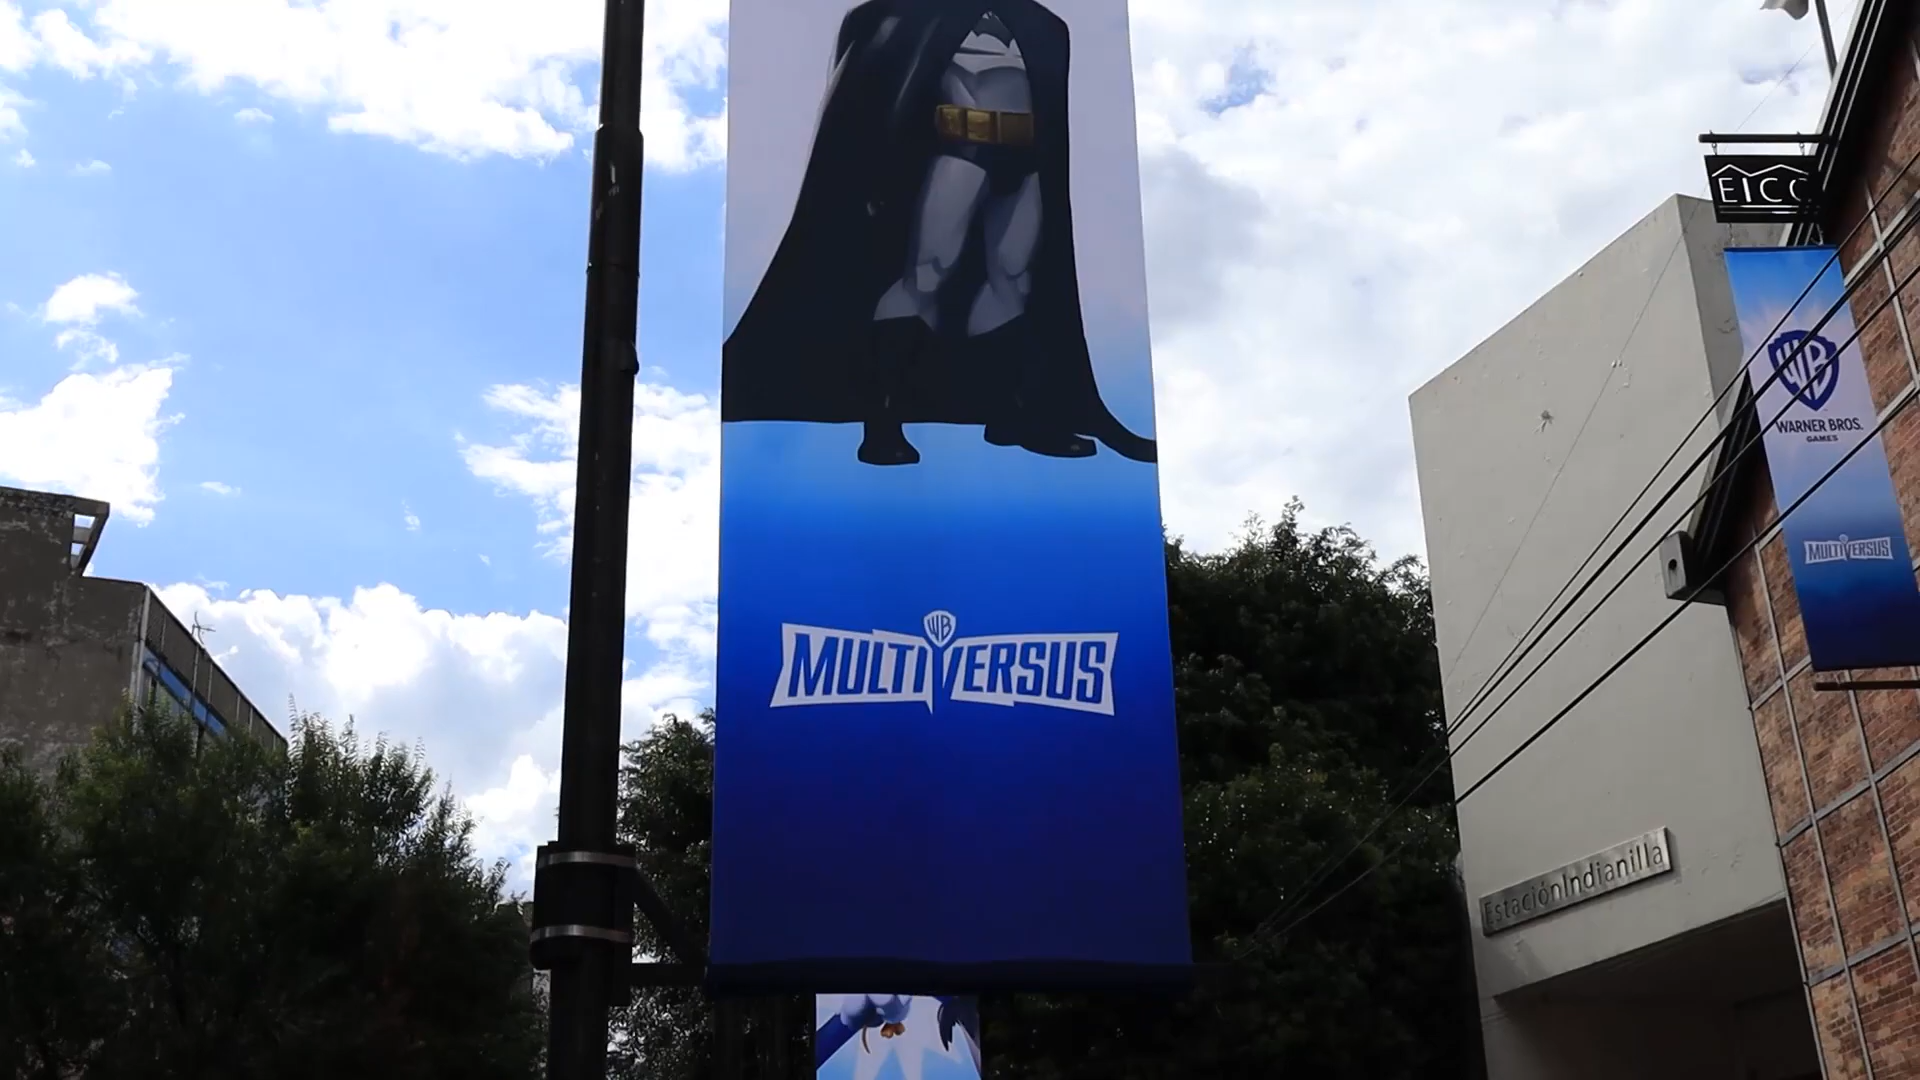 EICC
WB
WARNER BROS.
GAMES
MULTIVERSUS
WB
MULTIVERSUS
EstaciónIndianilla